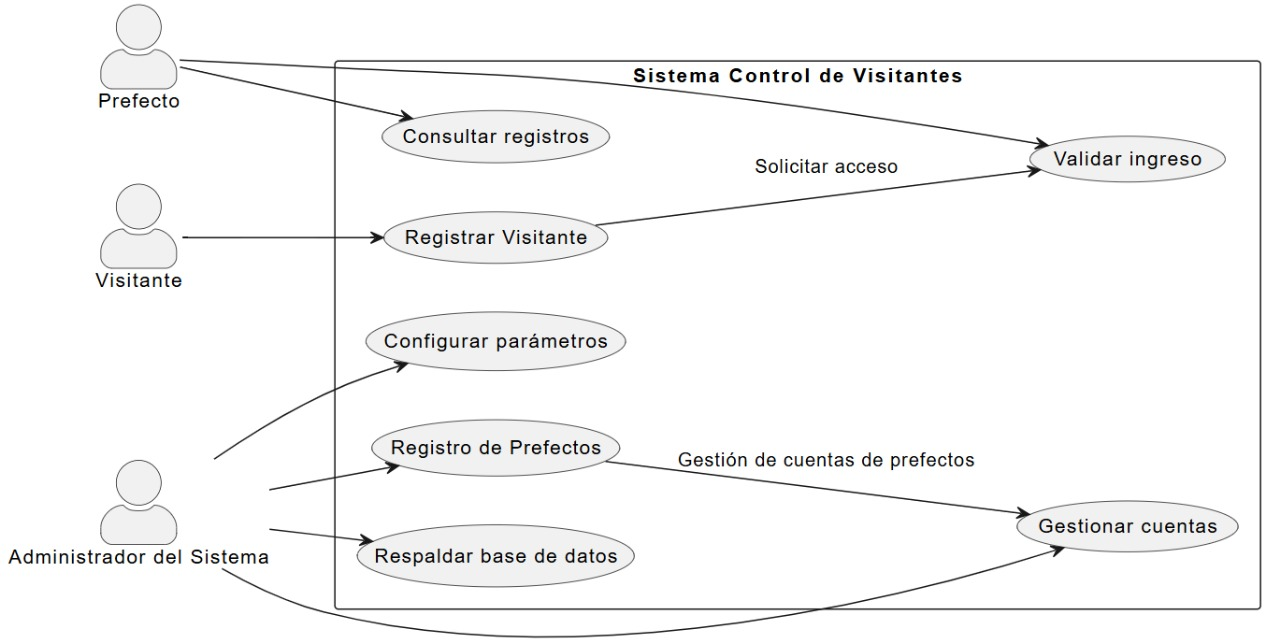 Sistema Control de Visitantes
Prefecto
Consultar registros
Validar ingreso
Solicitar acceso
Registrar Visitante
Visitante
Configurar parámetros
Registro de Prefectos
Gestión de cuentas de prefectos
Gestionar cuentas
Administrador del Sistema
Respaldar base de datos